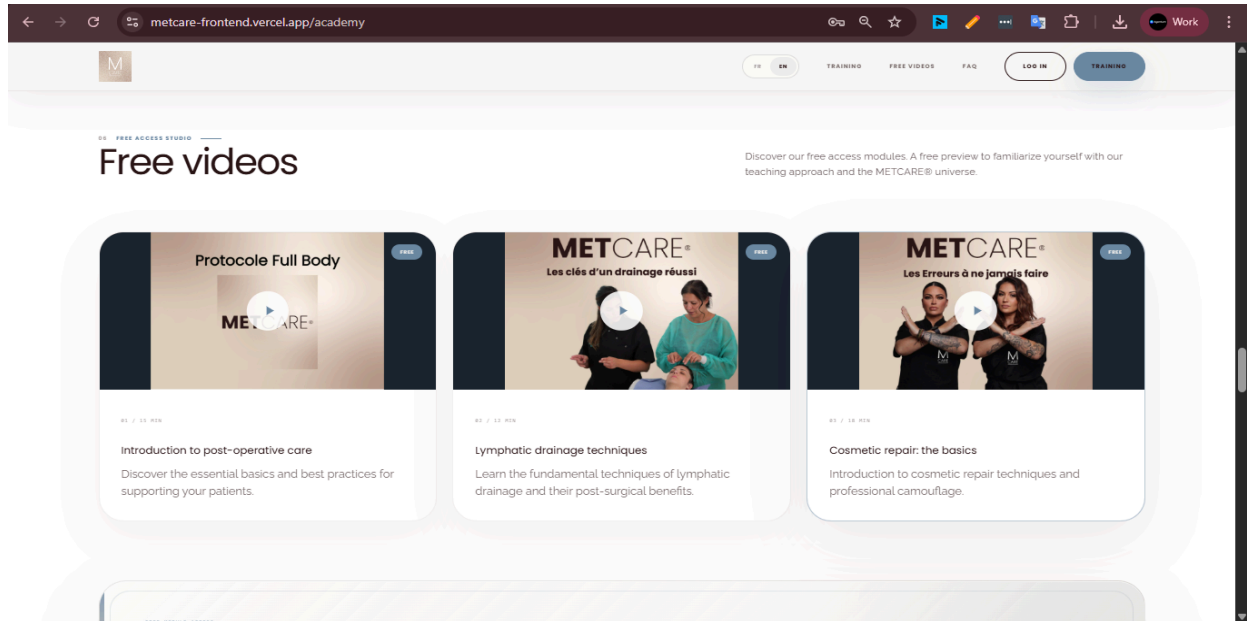 metcare-frontend.vercel.app/academy
Work
M
FR
EN
TRAINING
FREE VIDEOS
FAQ
LOG IN
TRAINING
06 FREE ACCESS STUDIO
Free videos
Discover our free access modules. A free preview to familiarize yourself with our
teaching approach and the METCARE® universe.
Protocole Full Body
METCARE®
FREE
METCARE®
Les clés d'un drainage réussi
FREE
METCARE®
Les Erreurs à ne jamais faire
FREE
M
M
Introduction to post-operative care
Discover the essential basics and best practices for
supporting your patients.
Lymphatic drainage techniques
Learn the fundamental techniques of lymphatic
drainage and their post-surgical benefits.
Cosmetic repair: the basics
Introduction to cosmetic repair techniques and
professional camouflage.